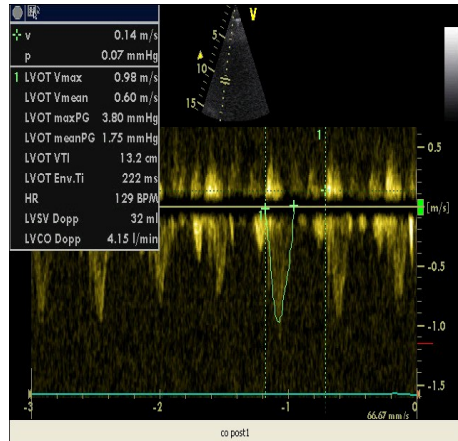 V
v 0.14 m/s
p 0.07 mmHg
1 LVOT Vmax 0.98 m/s
LVOT Vmean 0.60 m/s
LVOT maxPG 3.80 mmHg
LVOT meanPG 1.75 mmHg
LVOT VTI 13.2 cm
LVOT Env.Ti 222 ms
HR 129 BPM
LVSV Dopp 32 ml
LVCO Dopp 4.15 l/min
5
10
15
1
1
0.5
[m/s]
-0.5
-1.0
-1.5
-3
-2
-1
0
66.67 mm/s
co post1